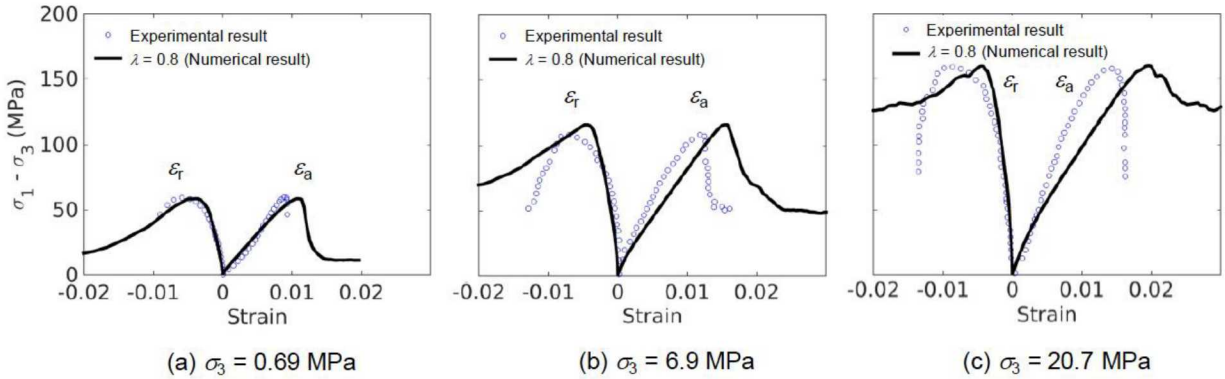 200
150
100
50
0
σ1 - σ3 (MPa)
Experimental result
λ = 0.8 (Numerical result)
εr
εa
-0.02 -0.01 0 0.01 0.02
Strain
(a) σ3 = 0.69 MPa
Experimental result
λ = 0.8 (Numerical result)
εr
εa
-0.02 -0.01 0 0.01 0.02
Strain
(b) σ3 = 6.9 MPa
Experimental result
λ = 0.8 (Numerical result)
εr
εa
-0.02 -0.01 0 0.01 0.02
Strain
(c) σ3 = 20.7 MPa